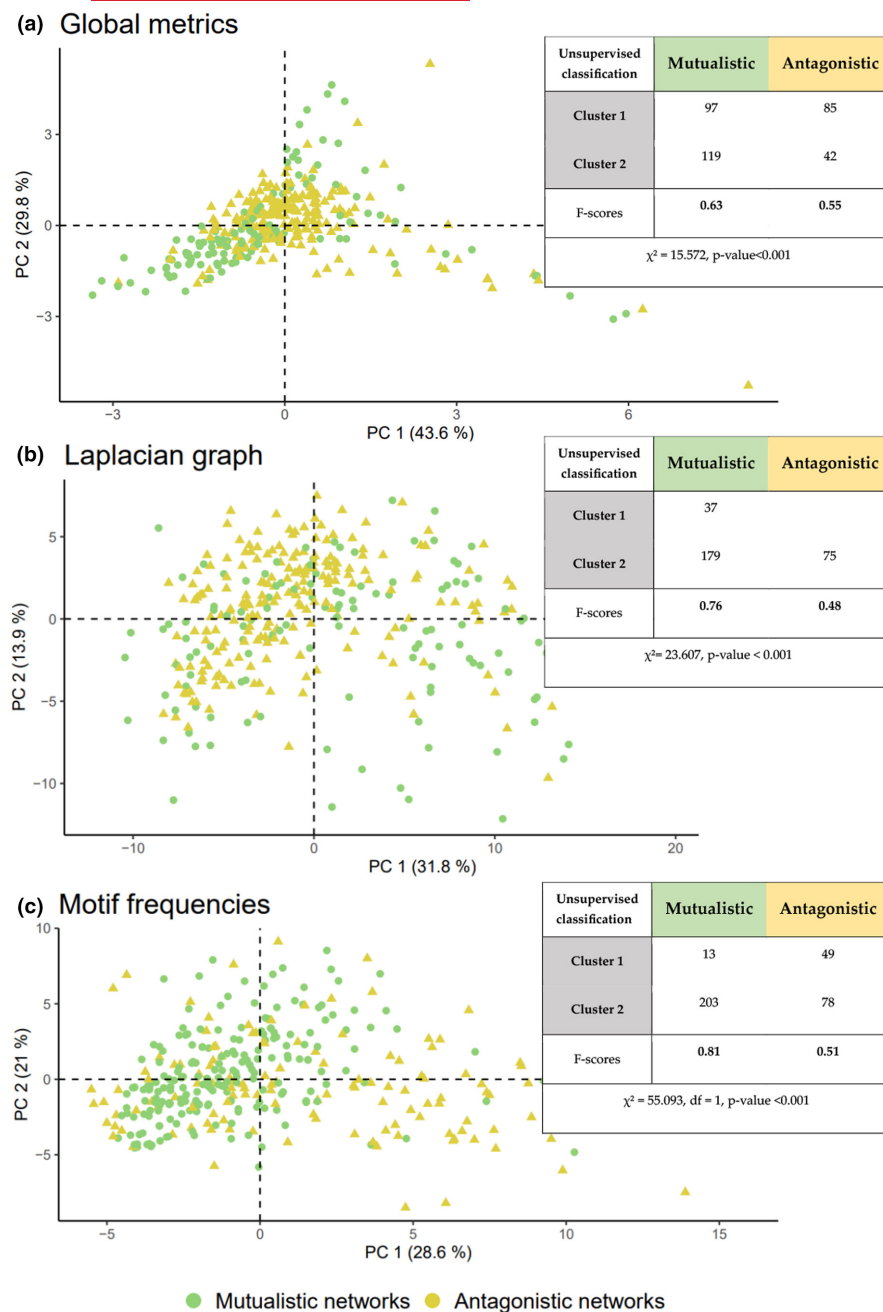 (a) Global metrics
Unsupervised classification Mutualistic Antagonistic
Cluster 1 97 85
Cluster 2 119 42
F-scores 0.63 0.55
χ² = 15.572, p-value<0.001
PC 2 (29.8 %)
3
0
−3
−3 0 3 6
PC 1 (43.6 %)
(b) Laplacian graph
Unsupervised classification Mutualistic Antagonistic
Cluster 1 37
Cluster 2 179 75
F-scores 0.76 0.48
χ²= 23.607, p-value < 0.001
PC 2 (13.9 %)
5
0
−5
−10
−10 0 10 20
PC 1 (31.8 %)
(c) Motif frequencies
Unsupervised classification Mutualistic Antagonistic
Cluster 1 13 49
Cluster 2 203 78
F-scores 0.81 0.51
χ² = 55.093, df = 1, p-value <0.001
PC 2 (21 %)
10
5
0
−5
−5 0 5 10 15
PC 1 (28.6 %)
Mutualistic networks Antagonistic networks